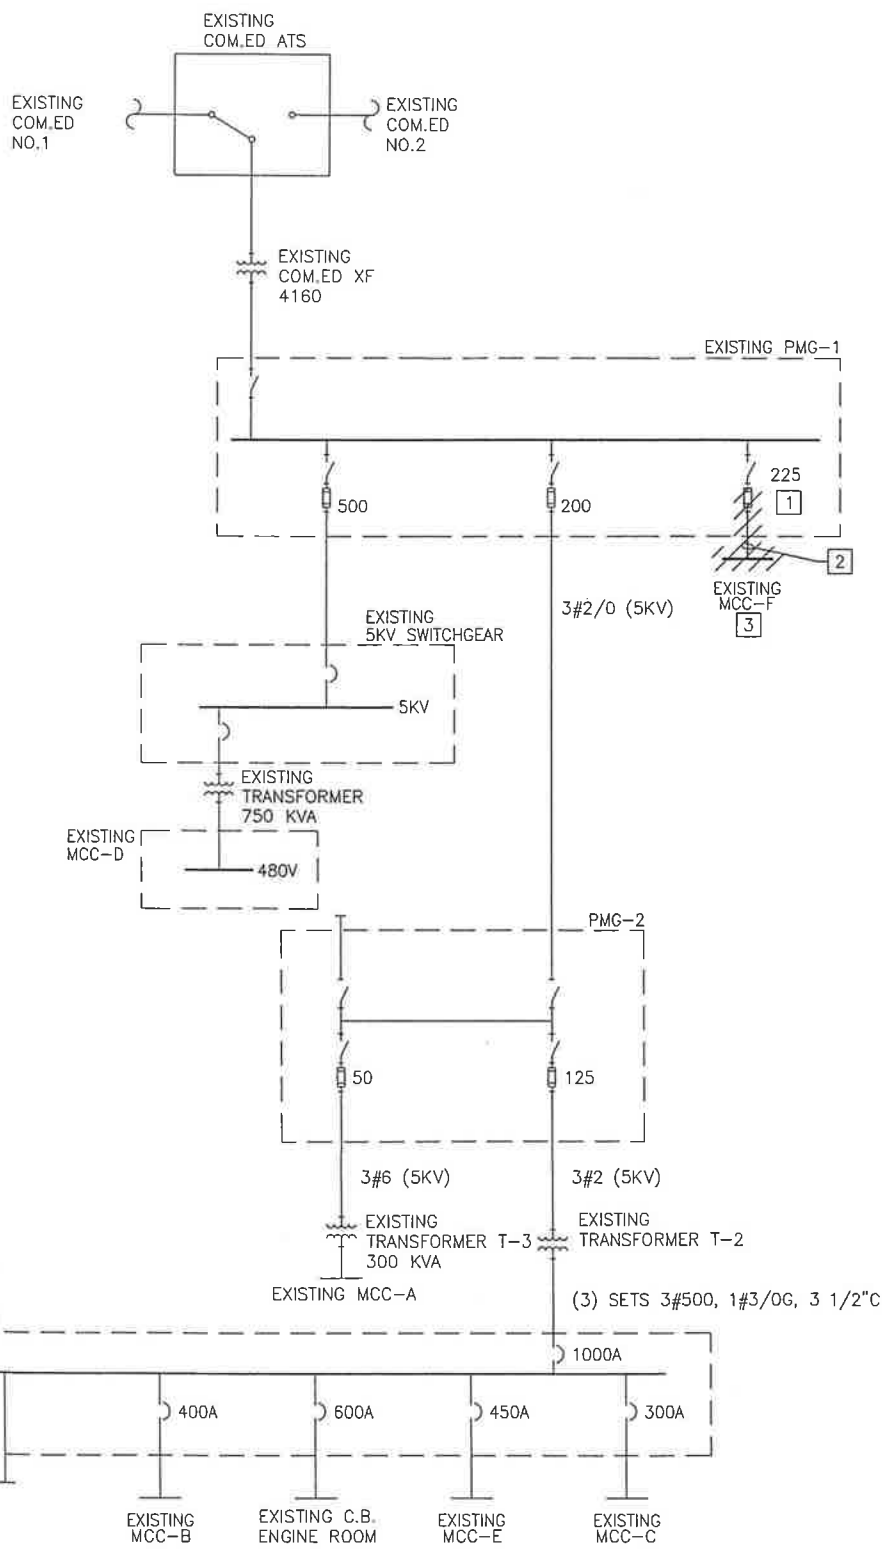 EXISTING
COM.ED ATS
EXISTING
COM.ED
NO.1
EXISTING
COM.ED
NO.2
EXISTING
COM.ED XF
4160
EXISTING PMG-1
500
200
225
1
2
EXISTING
MCC-F
3
3#2/0 (5KV)
EXISTING
5KV SWITCHGEAR
5KV
EXISTING
TRANSFORMER
750 KVA
EXISTING
MCC-D
480V
PMG-2
50
125
3#6 (5KV)
3#2 (5KV)
EXISTING
TRANSFORMER T-3
300 KVA
EXISTING
TRANSFORMER T-2
EXISTING MCC-A
(3) SETS 3#500, 1#3/0G, 3 1/2"C
1000A
400A
600A
450A
300A
EXISTING
MCC-B
EXISTING C.B.
ENGINE ROOM
EXISTING
MCC-E
EXISTING
MCC-C